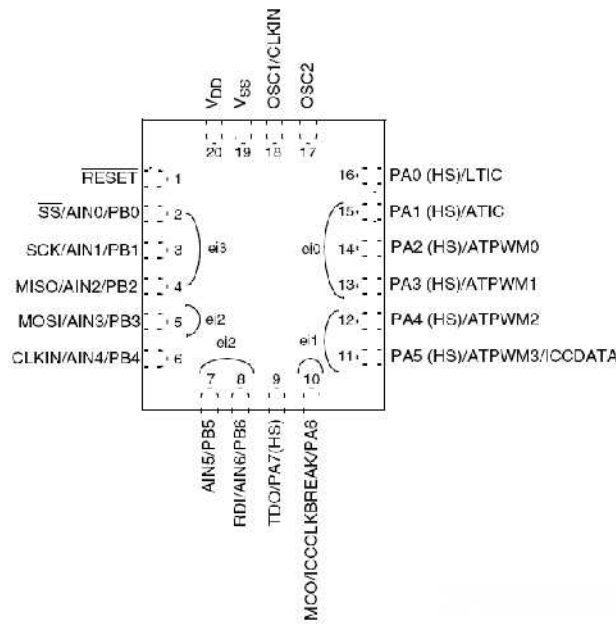 VDD
VSS
OSC1/CLKIN
OSC2
20
19
18
17
RESET
1
16
PA0 (HS)/LTIC
SS/AIN0/PB0
2
15
PA1 (HS)/ATIC
SCK/AIN1/PB1
3
ei3
ei0
14
PA2 (HS)/ATPWM0
MISO/AIN2/PB2
4
13
PA3 (HS)/ATPWM1
MOSI/AIN3/PB3
5
ei2
12
PA4 (HS)/ATPWM2
ei2
ei1
CLKIN/AIN4/PB4
6
11
PA5 (HS)/ATPWM3/ICCDATA
7
8
9
10
AIN5/PB5
RDI/AIN6/PB6
TDO/PA7(HS)
MCO/ICCCLKBREAK/PA6